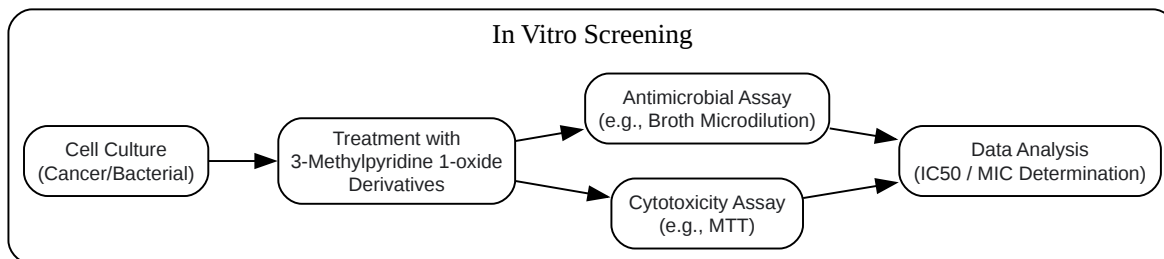 In Vitro Screening
Cell Culture
(Cancer/Bacterial)
Treatment with
3-Methylpyridine 1-oxide
Derivatives
Antimicrobial Assay
(e.g., Broth Microdilution)
Cytotoxicity Assay
(e.g., MTT)
Data Analysis
(IC50 / MIC Determination)